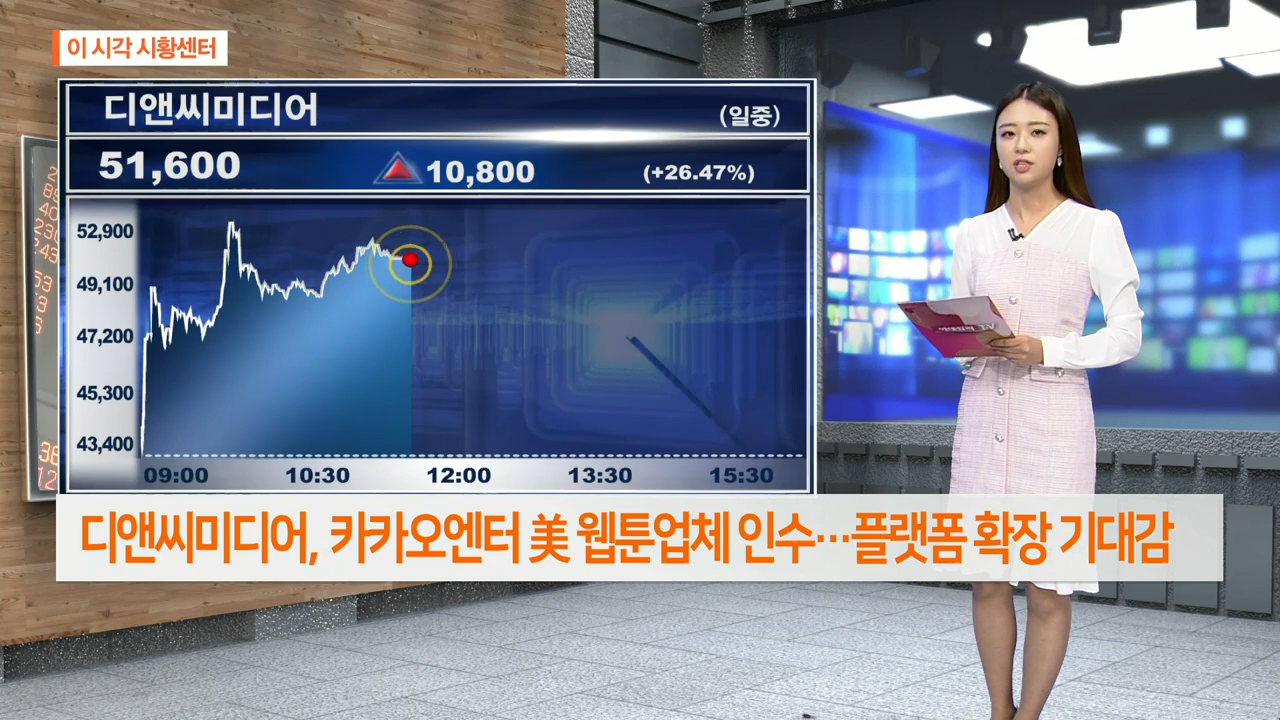 이 시각 시황센터
디앤씨미디어 (일중)
51,600 10,800 (+26.47%)
52,900
49,100
47,200
45,300
43,400
09:00 10:30 12:00 13:30 15:30
디앤씨미디어, 카카오엔터 美 웹툰업체 인수…플랫폼 확장 기대감